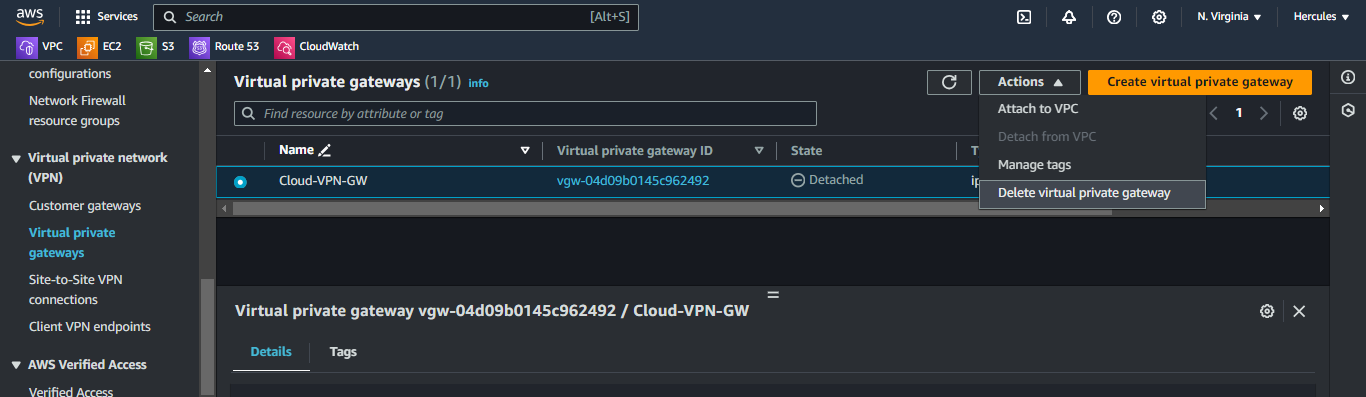 aws
Services
Search
[Alt+S]
N. Virginia
Hercules
VPC
EC2
S3
Route 53
CloudWatch
configurations
Network Firewall
resource groups
Virtual private network
(VPN)
Customer gateways
Virtual private
gateways
Site-to-Site VPN
connections
Client VPN endpoints
AWS Verified Access
Verified Access
Virtual private gateways (1/1) Info
Actions
Create virtual private gateway
Find resource by attribute or tag
1
Attach to VPC
Detach from VPC
Manage tags
Delete virtual private gateway
Name
Virtual private gateway ID
State
Cloud-VPN-GW
vgw-04d09b0145c962492
Detached
Virtual private gateway vgw-04d09b0145c962492 / Cloud-VPN-GW
Details
Tags